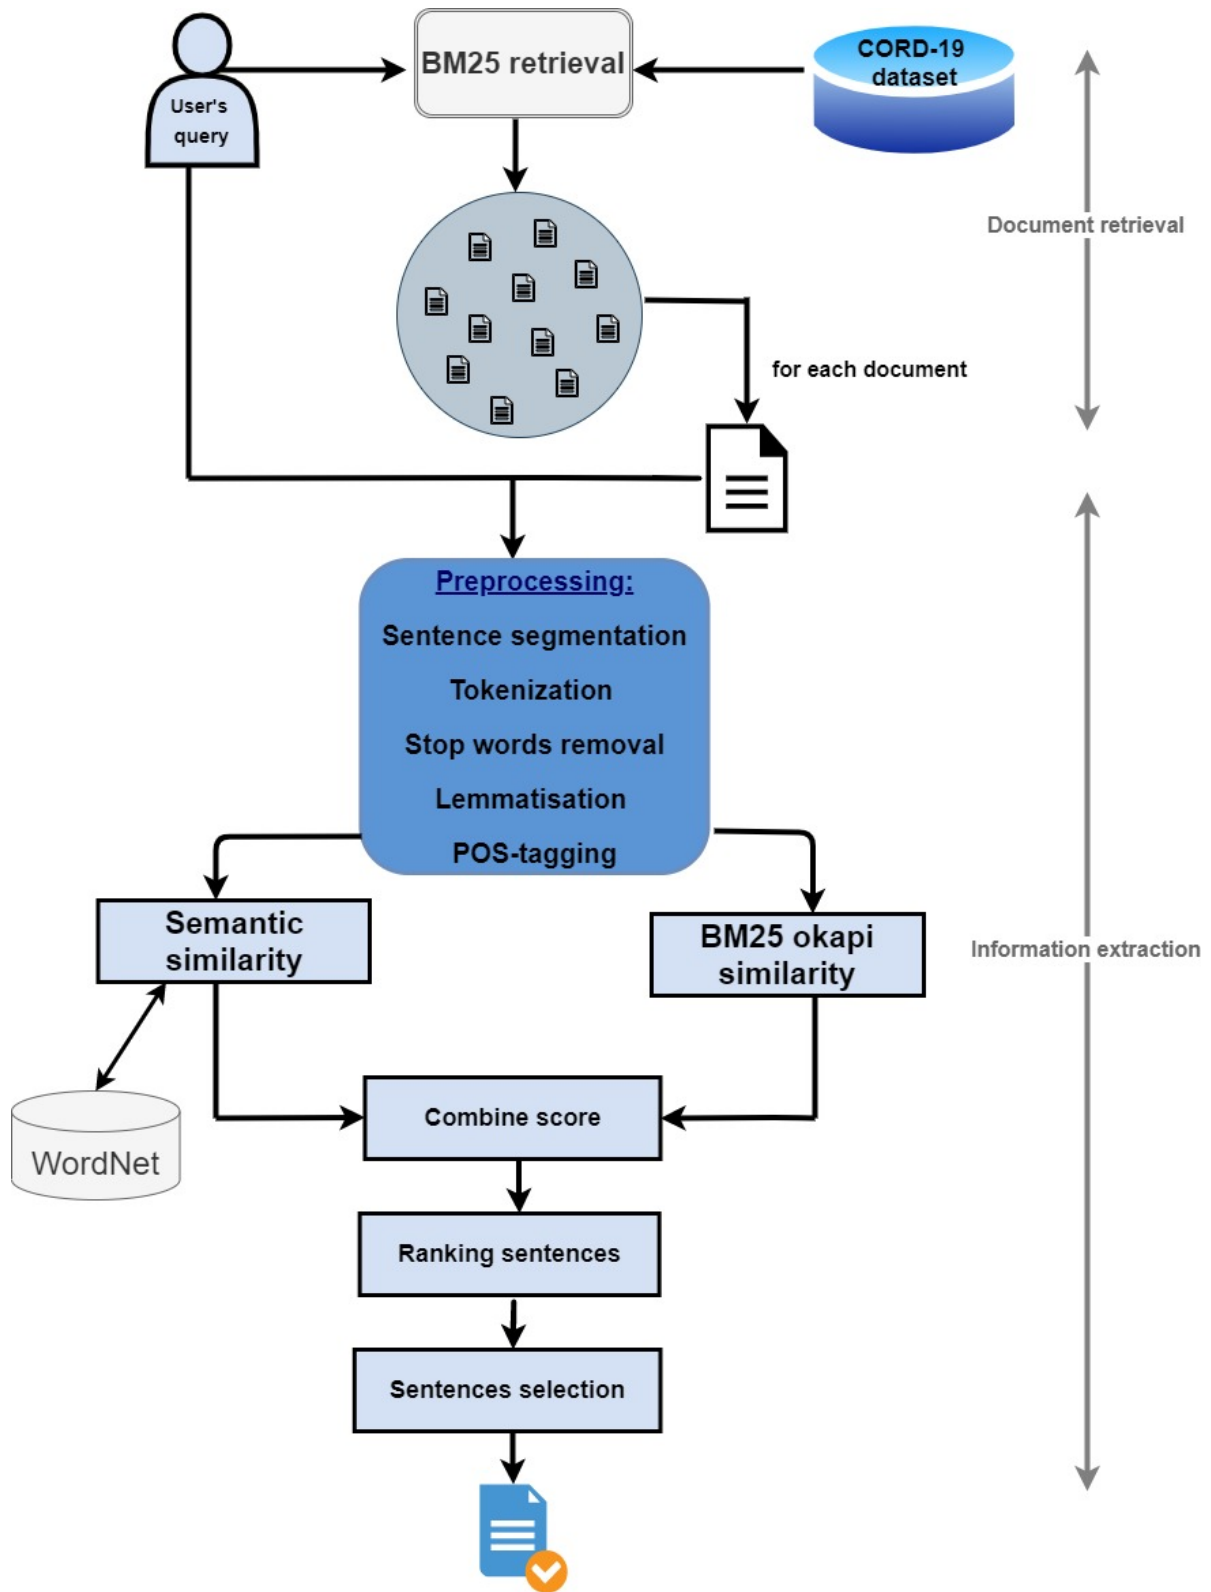 BM25 retrieval
CORD-19
dataset
User's
query
Document retrieval
for each document
Preprocessing:
Sentence segmentation
Tokenization
Stop words removal
Lemmatisation
POS-tagging
Semantic
similarity
BM25 okapi
similarity
Information extraction
Combine score
WordNet
Ranking sentences
Sentences selection